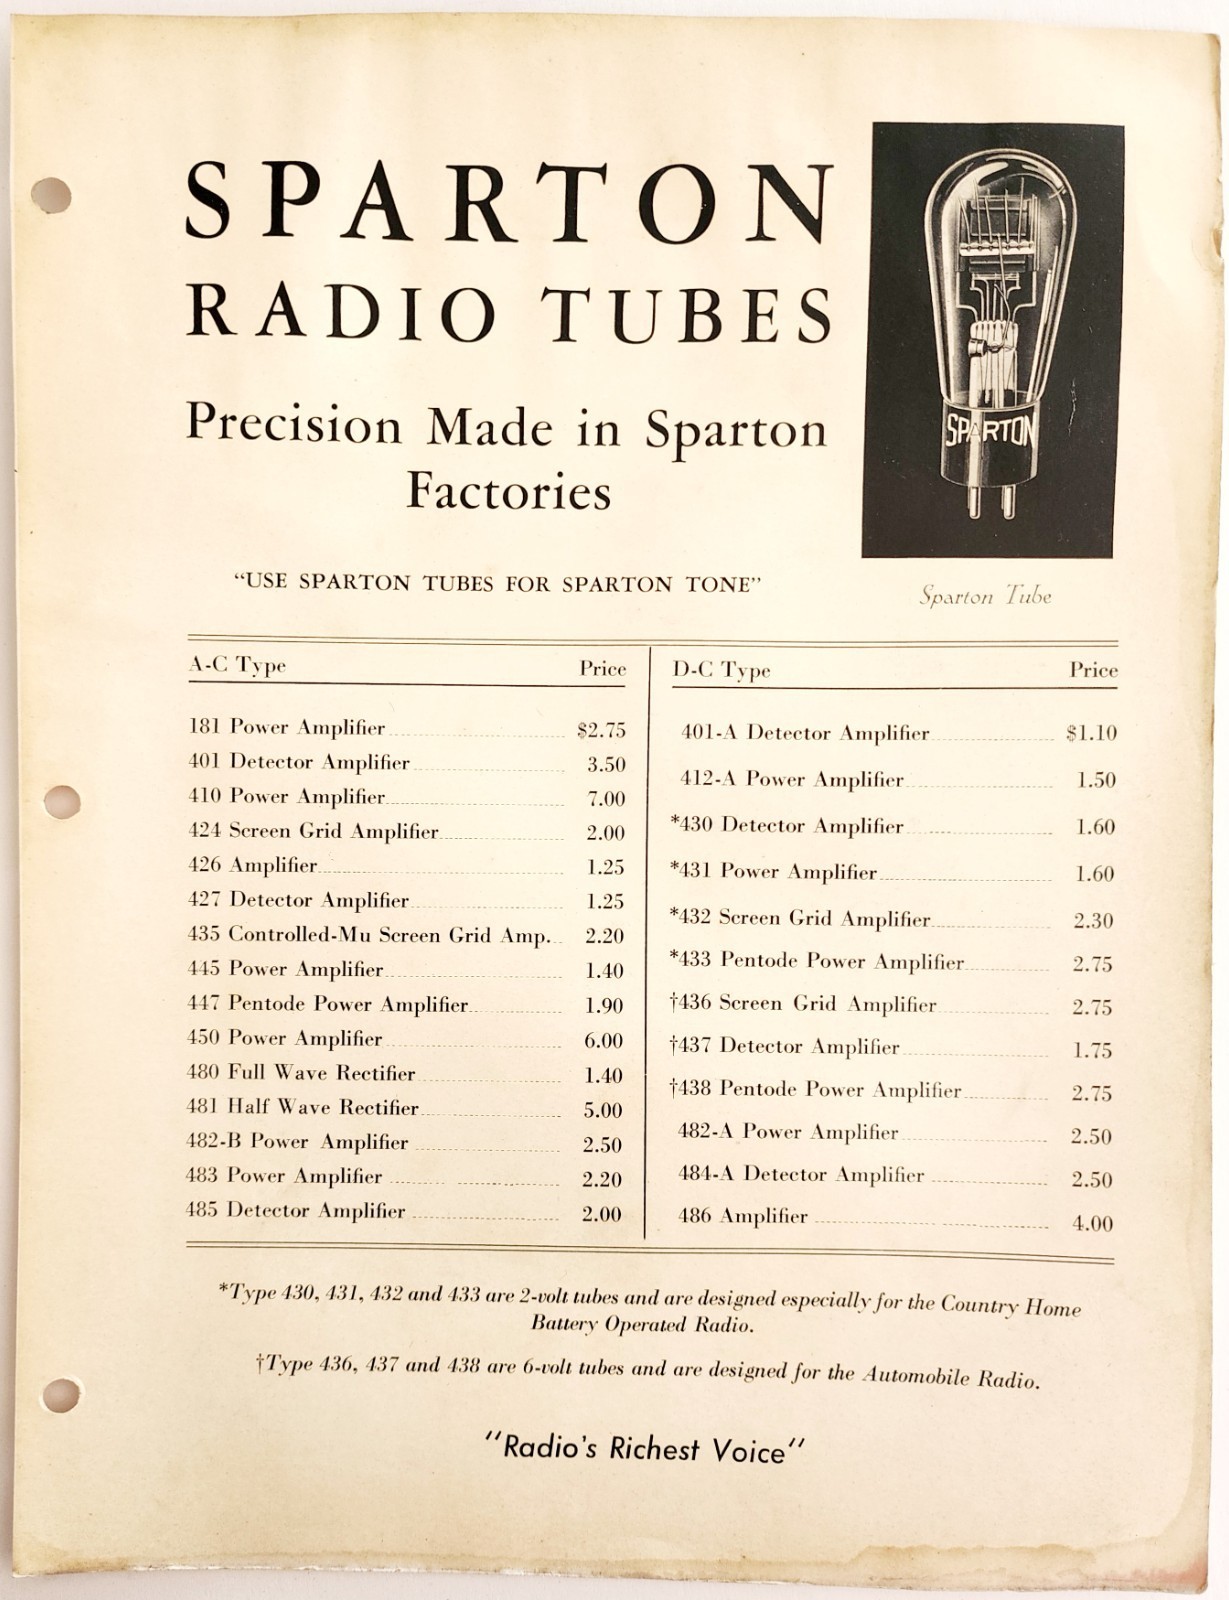 SPARTON
RADIO TUBES
Precision Made in Sparton
Factories
"USE SPARTON TUBES FOR SPARTON TONE"
SPARTON
Sparton Tube
A-C Type Price
181 Power Amplifier $2.75
401 Detector Amplifier 3.50
410 Power Amplifier 7.00
424 Screen Grid Amplifier 2.00
426 Amplifier 1.25
427 Detector Amplifier 1.25
435 Controlled-Mu Screen Grid Amp. 2.20
445 Power Amplifier 1.40
447 Pentode Power Amplifier 1.90
450 Power Amplifier 6.00
480 Full Wave Rectifier 1.40
481 Half Wave Rectifier 5.00
482-B Power Amplifier 2.50
483 Power Amplifier 2.20
485 Detector Amplifier 2.00
D-C Type Price
401-A Detector Amplifier $1.10
412-A Power Amplifier 1.50
*430 Detector Amplifier 1.60
*431 Power Amplifier 1.60
*432 Screen Grid Amplifier 2.30
*433 Pentode Power Amplifier 2.75
†436 Screen Grid Amplifier 2.75
†437 Detector Amplifier 1.75
†438 Pentode Power Amplifier 2.75
482-A Power Amplifier 2.50
484-A Detector Amplifier 2.50
486 Amplifier 4.00
*Type 430, 431, 432 and 433 are 2-volt tubes and are designed especially for the Country Home
Battery Operated Radio.
†Type 436, 437 and 438 are 6-volt tubes and are designed for the Automobile Radio.
"Radio's Richest Voice"